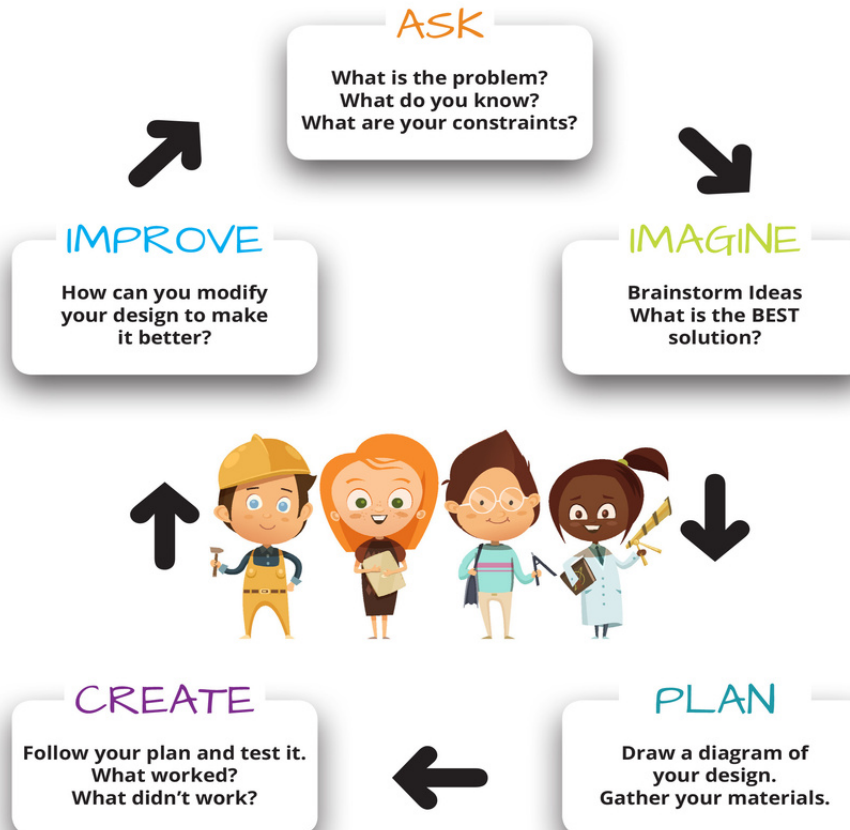 ASK
What is the problem?
What do you know?
What are your constraints?
IMAGINE
Brainstorm Ideas
What is the BEST
solution?
PLAN
Draw a diagram of
your design.
Gather your materials.
CREATE
Follow your plan and test it.
What worked?
What didn’t work?
IMPROVE
How can you modify
your design to make
it better?